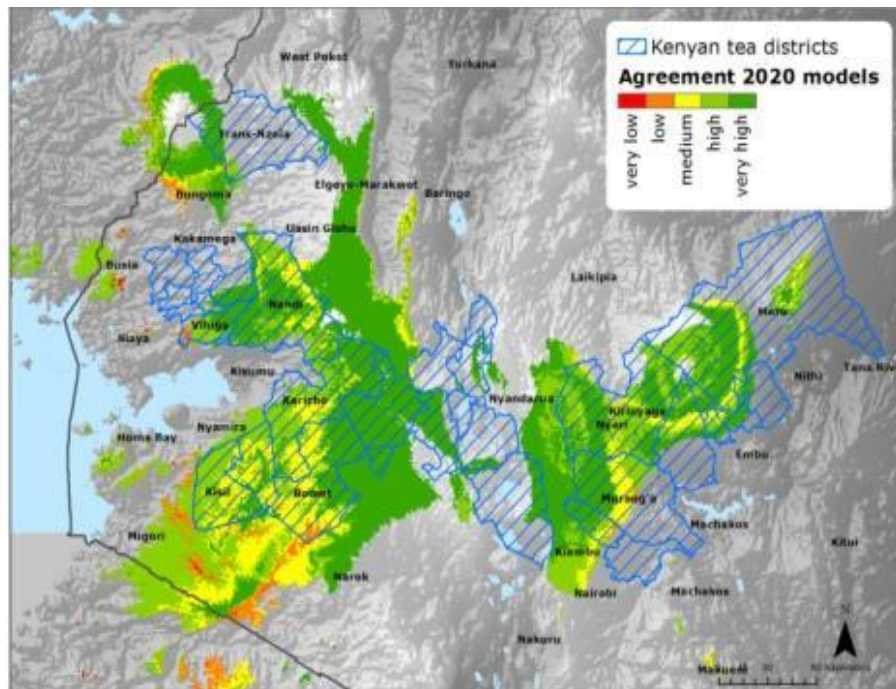 Kenyan tea districts
Agreement 2020 models
very low
low
medium
high
very high
West Pokot
Turkana
Trans-Nzoia
Elgeyo-Marakwet
Baringo
Bungoma
Uasin Gishu
Kakamega
Busia
Laikipia
Nandi
Meru
Vihiga
Siaya
Nithi
Tana Riv
Kisumu
Kericho
Nyandarua
Kirinyaga
Nyeri
Nyamira
Homa Bay
Embu
Kisii
Bomet
Murang'a
Machakos
Migori
Kitui
Kiambu
Narok
Nairobi
Machakos
N
Nakuru
Makueni